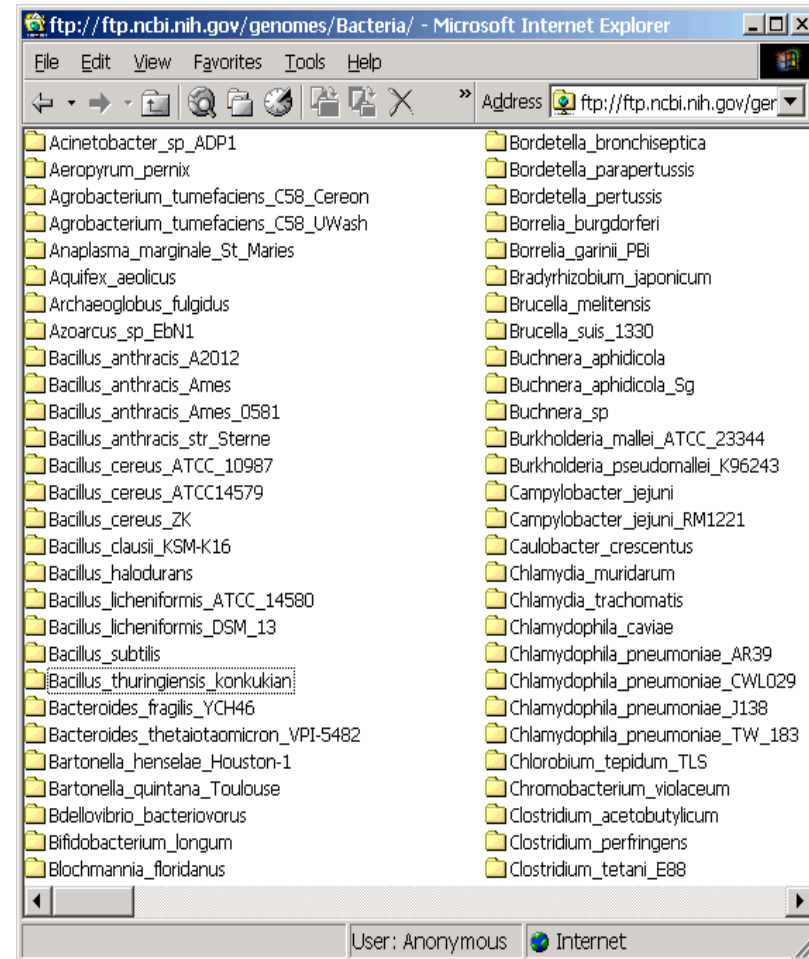 ftp://ftp.ncbi.nih.gov/genomes/Bacteria/ - Microsoft Internet Explorer
File Edit View Favorites Tools Help
» Address ftp://ftp.ncbi.nih.gov/ger
Acinetobacter_sp_ADP1
Aeropyrum_pernix
Agrobacterium_tumefaciens_C58_Cereon
Agrobacterium_tumefaciens_C58_UWash
Anaplasma_marginale_St_Maries
Aquifex_aeolicus
Archaeoglobus_fulgidus
Azoarcus_sp_EbN1
Bacillus_anthracis_A2012
Bacillus_anthracis_Ames
Bacillus_anthracis_Ames_0581
Bacillus_anthracis_str_Sterne
Bacillus_cereus_ATCC_10987
Bacillus_cereus_ATCC14579
Bacillus_cereus_ZK
Bacillus_clausii_KSM-K16
Bacillus_halodurans
Bacillus_licheniformis_ATCC_14580
Bacillus_licheniformis_DSM_13
Bacillus_subtilis
Bacillus_thuringiensis_konkukian
Bacteroides_fragilis_YCH46
Bacteroides_thetaiotaomicron_VPI-5482
Bartonella_henselae_Houston-1
Bartonella_quintana_Toulouse
Bdellovibrio_bacteriovorus
Bifidobacterium_longum
Blochmannia_floridanus
Bordetella_bronchiseptica
Bordetella_parapertussis
Bordetella_pertussis
Borrelia_burgdorferi
Borrelia_garinii_PBi
Bradyrhizobium_japonicum
Brucella_melitensis
Brucella_suis_1330
Buchnera_aphidicola
Buchnera_aphidicola_Sg
Buchnera_sp
Burkholderia_mallei_ATCC_23344
Burkholderia_pseudomallei_K96243
Campylobacter_jejuni
Campylobacter_jejuni_RM1221
Caulobacter_crescentus
Chlamydia_muridarum
Chlamydia_trachomatis
Chlamydophila_caviae
Chlamydophila_pneumoniae_AR39
Chlamydophila_pneumoniae_CWL029
Chlamydophila_pneumoniae_J138
Chlamydophila_pneumoniae_TW_183
Chlorobium_tepidum_TLS
Chromobacterium_violaceum
Clostridium_acetobutylicum
Clostridium_perfringens
Clostridium_tetani_E88
User: Anonymous Internet